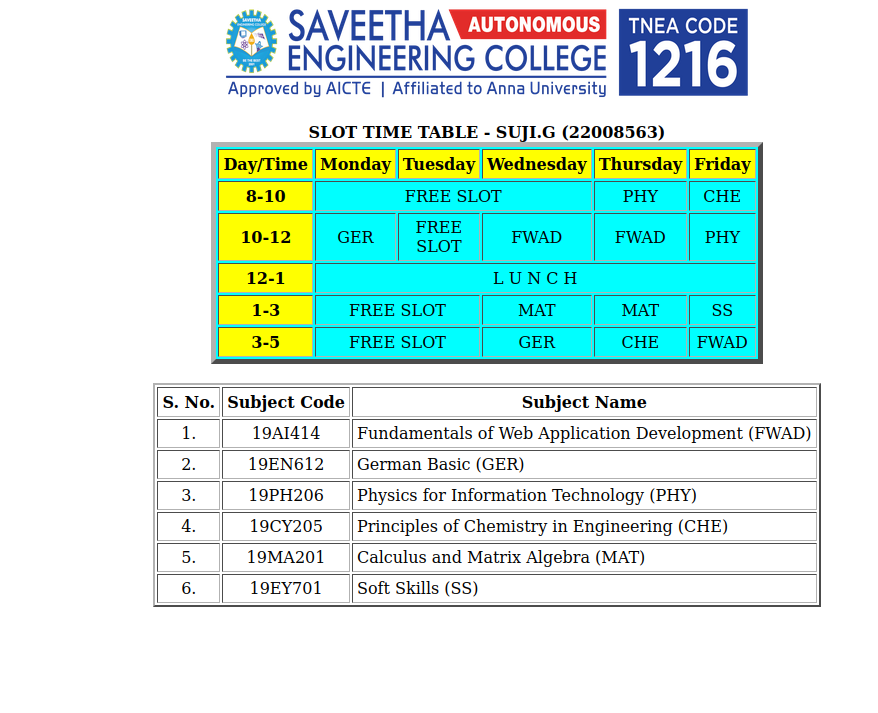 SAVEETHA AUTONOMOUS
ENGINEERING COLLEGE
Approved by AICTE | Affiliated to Anna University
TNEA CODE
1216
SLOT TIME TABLE - SUJI.G (22008563)
Day/Time Monday Tuesday Wednesday Thursday Friday
8-10 FREE SLOT PHY CHE
10-12 GER FREE SLOT FWAD FWAD PHY
12-1 L U N C H
1-3 FREE SLOT MAT MAT SS
3-5 FREE SLOT GER CHE FWAD
S. No. Subject Code Subject Name
1. 19AI414 Fundamentals of Web Application Development (FWAD)
2. 19EN612 German Basic (GER)
3. 19PH206 Physics for Information Technology (PHY)
4. 19CY205 Principles of Chemistry in Engineering (CHE)
5. 19MA201 Calculus and Matrix Algebra (MAT)
6. 19EY701 Soft Skills (SS)